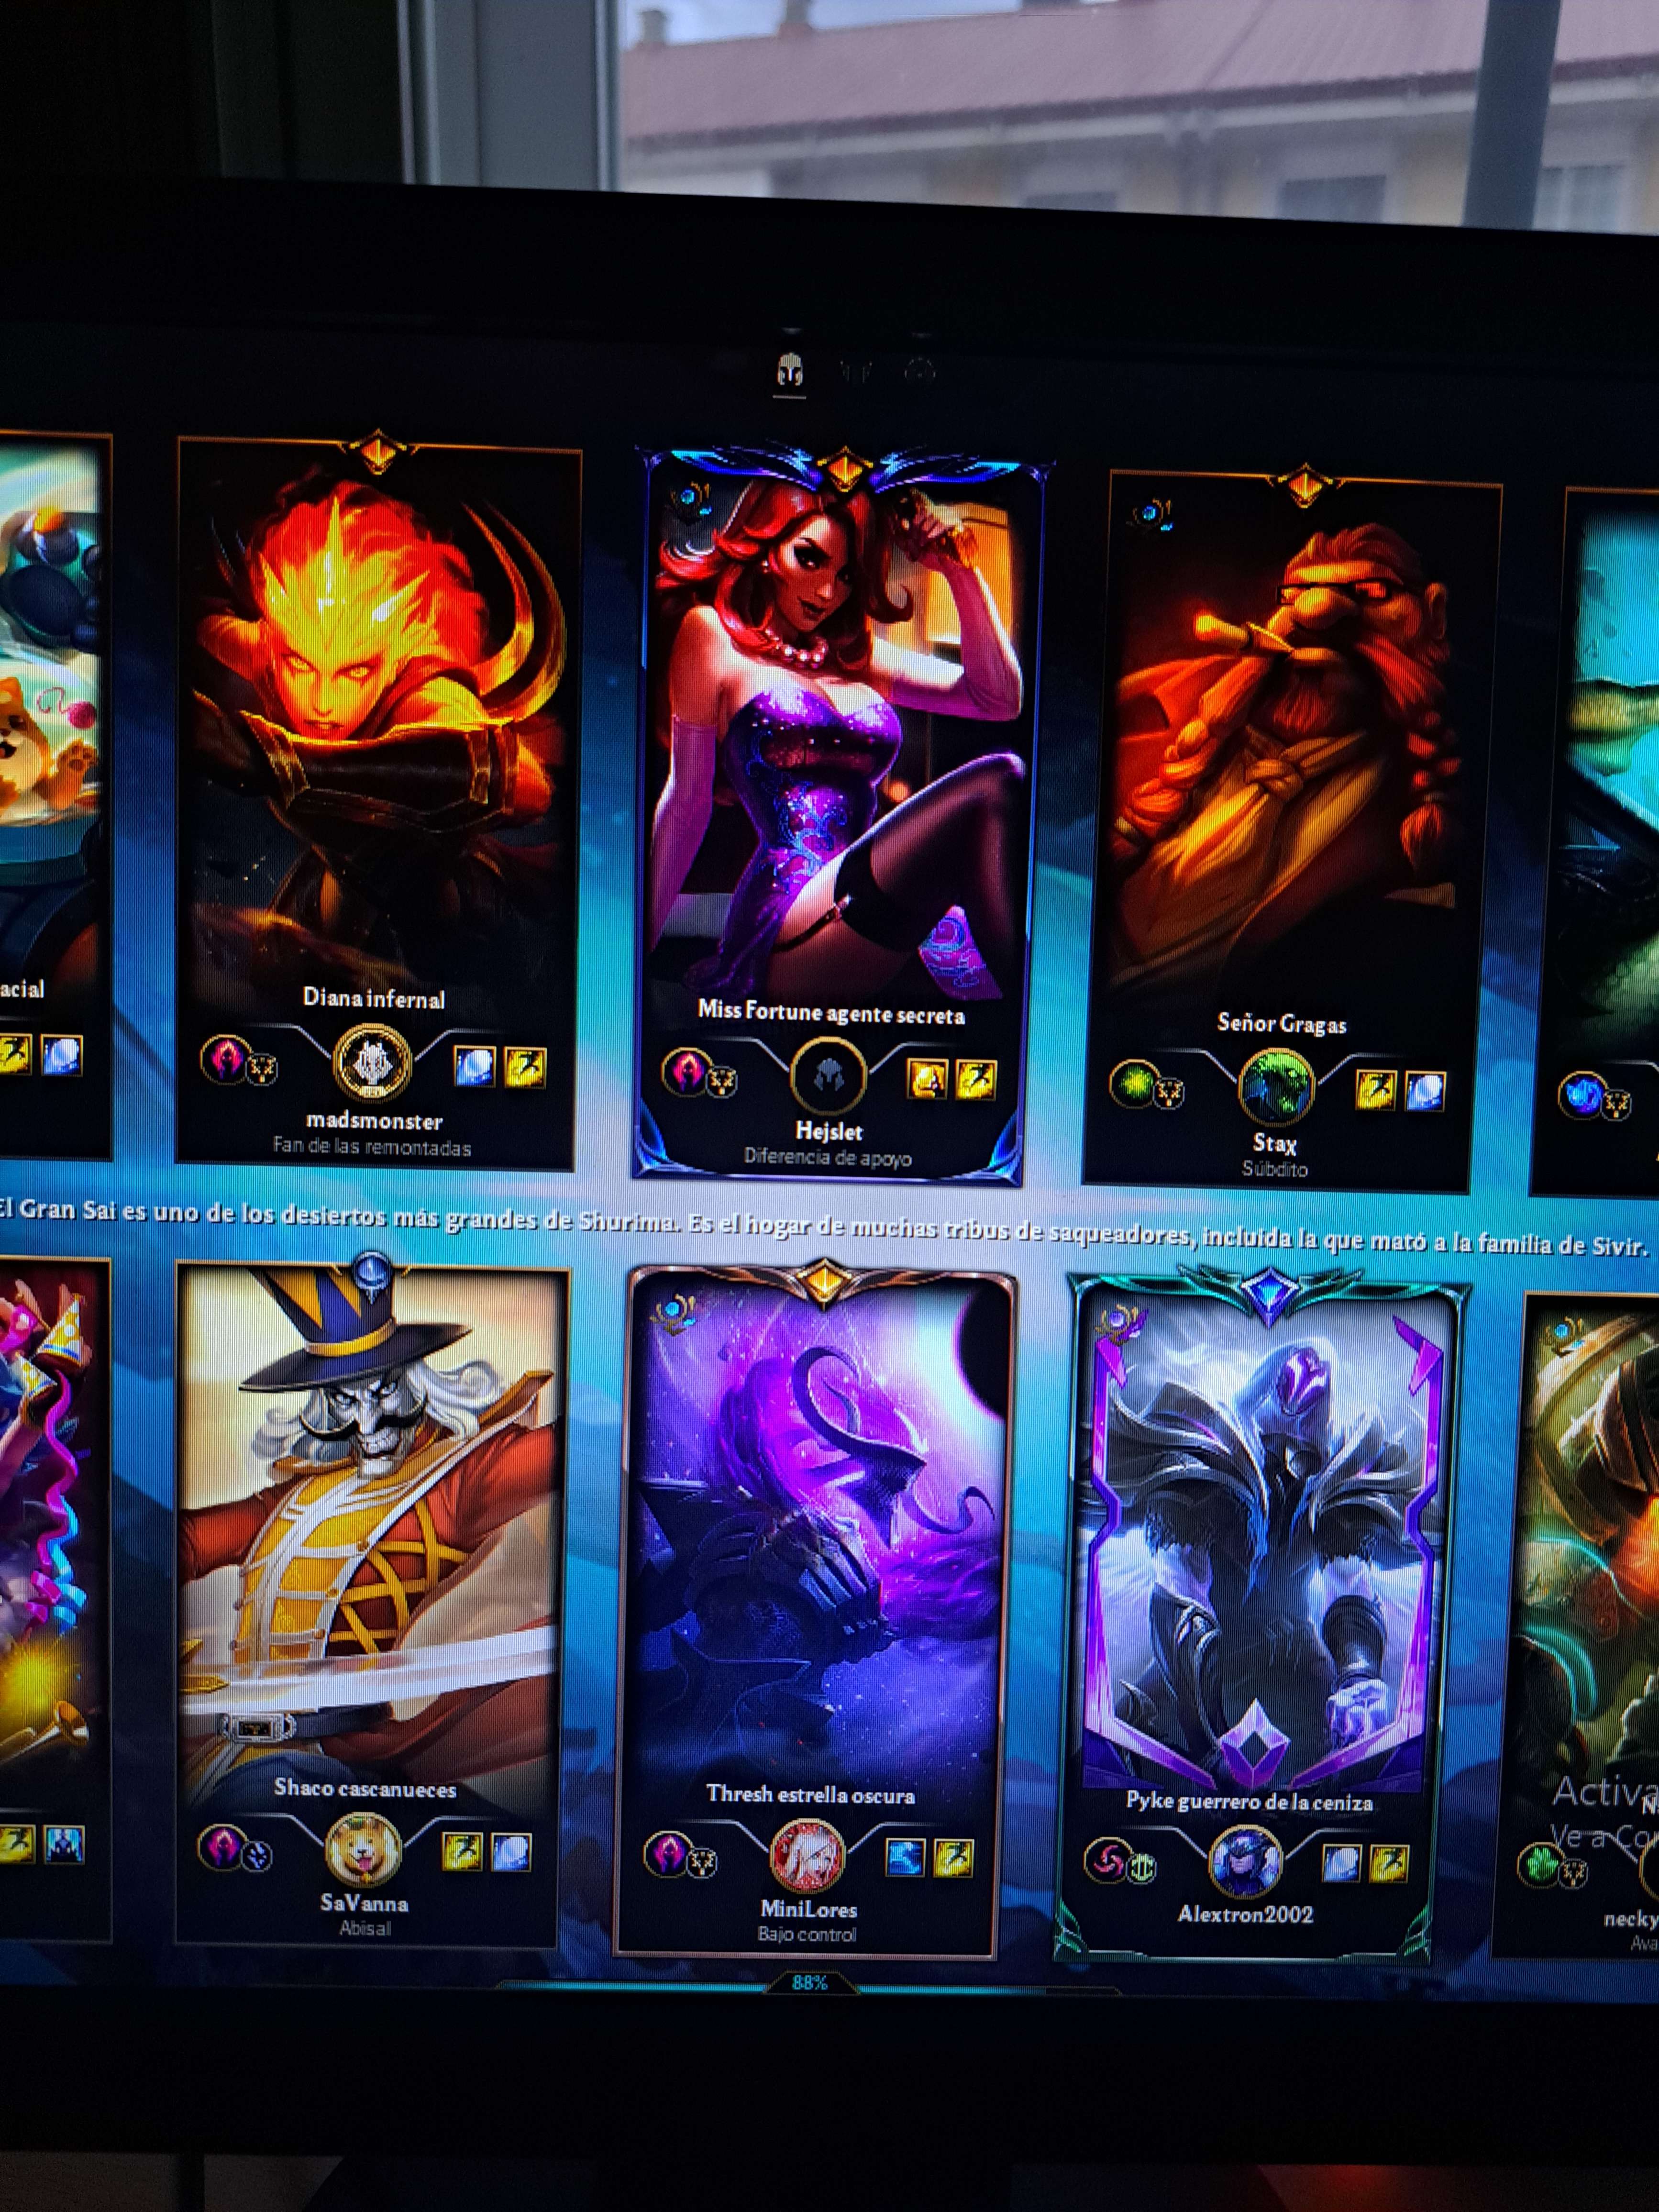 acial
Diana infernal
madsmonster
Fan de las remontadas
Miss Fortune agente secreta
Hejslet
Diferencia de apoyo
Señor Gragas
Stax
Súbdito
El Gran Sai es uno de los desiertos más grandes de Shurima. Es el hogar de muchas tribus de saqueadores, incluida la que mató a la familia de Sivir.
Shaco cascanueces
SaVanna
Abisal
Thresh estrella oscura
MiniLores
Bajo control
Pyke guerrero de la ceniza
Alextron2002
Activa
Ve a Co
necky
Ava
88%